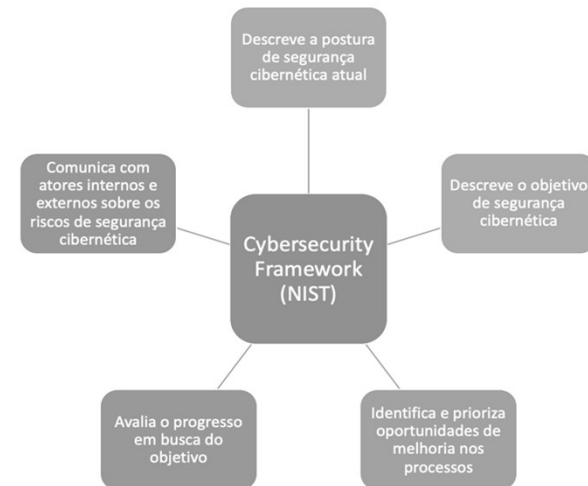 Descreve a postura
de segurança
cibernética atual
Comunica com
atores internos e
externos sobre os
riscos de segurança
cibernética
Descreve o objetivo
de segurança
cibernética
Cybersecurity
Framework
(NIST)
Avalia o progresso
em busca do
objetivo
Identifica e prioriza
oportunidades de
melhoria nos
processos